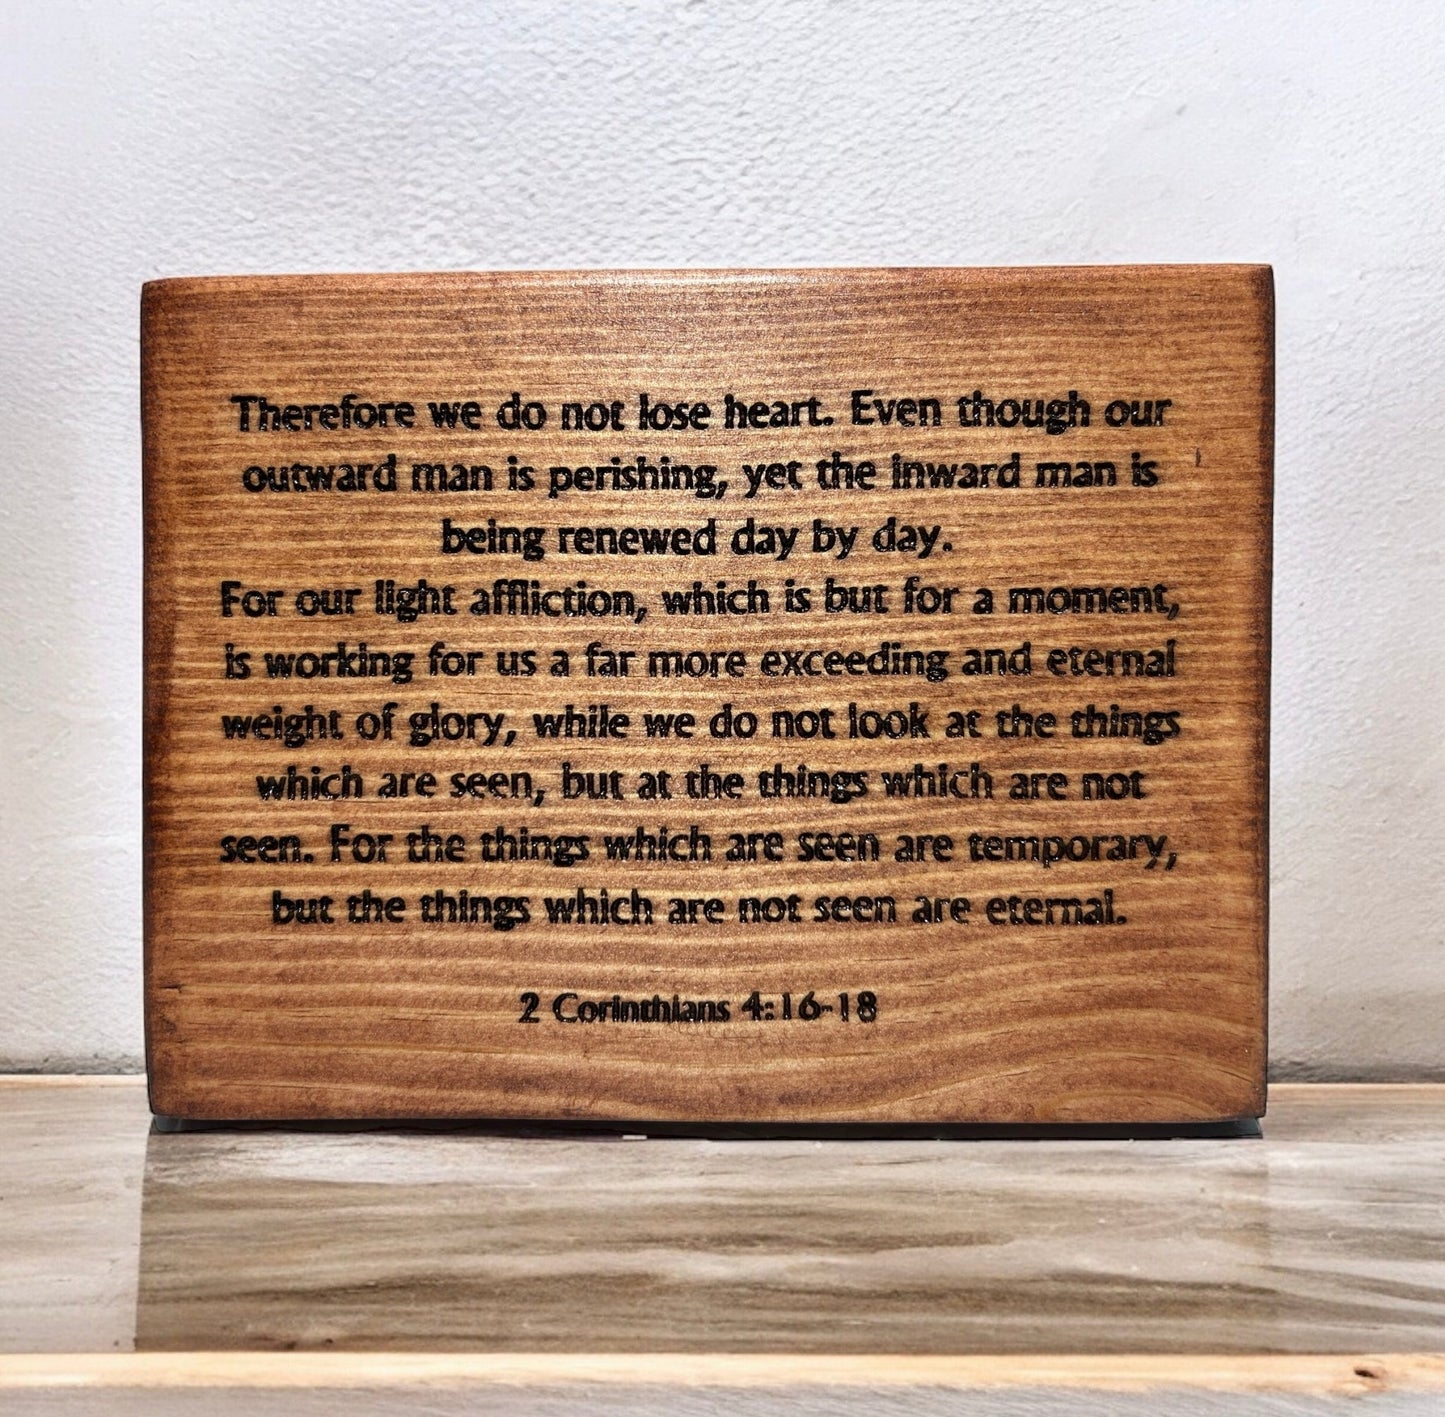 Therefore we do not lose heart. Even though our
outward man is perishing, yet the inward man is
being renewed day by day.
For our light affliction, which is but for a moment,
is working for us a far more exceeding and eternal
weight of glory, while we do not look at the things
which are seen, but at the things which are not
seen. For the things which are seen are temporary,
but the things which are not seen are eternal.
2 Corinthians 4:16-18